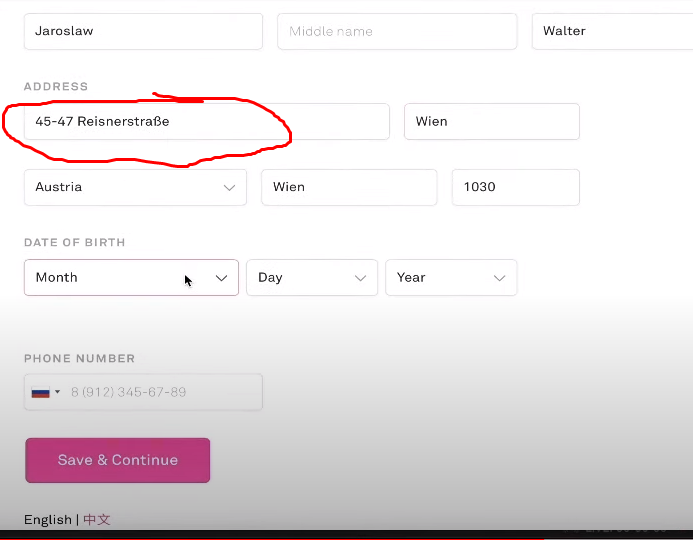 Jaroslaw Middle name Walter
ADDRESS
45-47 Reisnerstraße Wien
Austria Wien 1030
DATE OF BIRTH
Month Day Year
PHONE NUMBER
8 (912) 345-67-89
Save & Continue
English | 中文